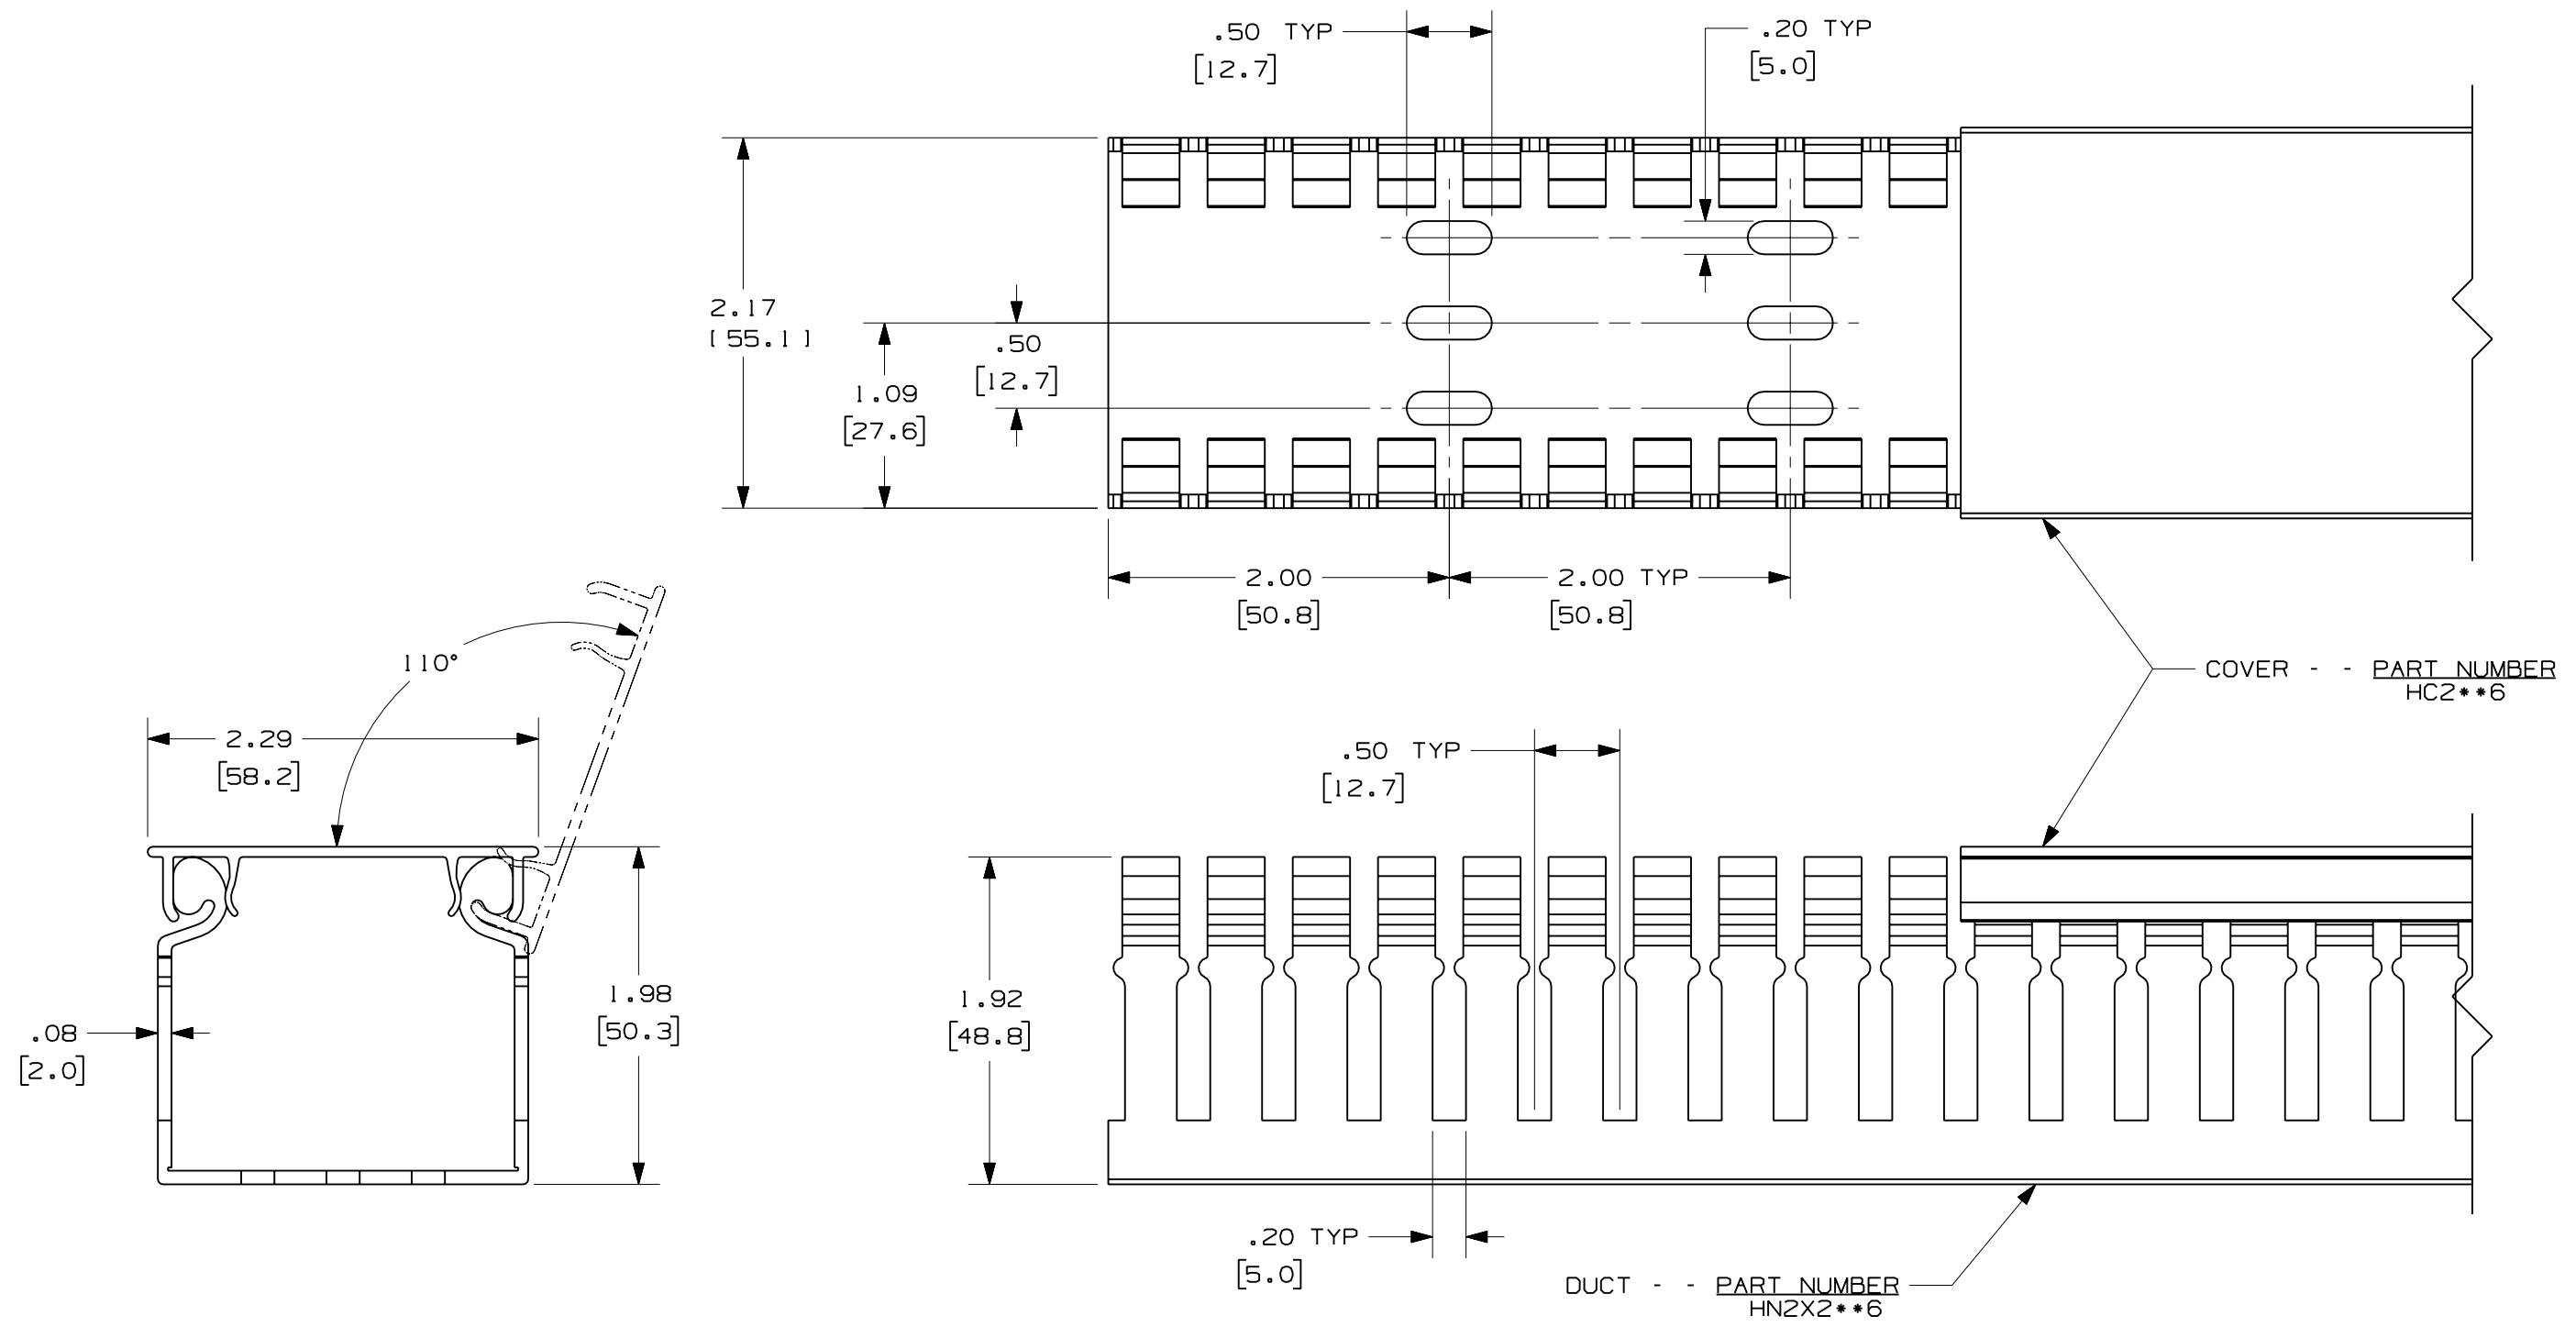 .50 TYP
[12.7]
.20 TYP
[5.0]
2.17
[55.1]
.50
[12.7]
1.09
[27.6]
2.00
[50.8]
2.00 TYP
[50.8]
110°
COVER - - PART NUMBER
HC2**6
2.29
[58.2]
.50 TYP
[12.7]
1.98
[50.3]
1.92
[48.8]
.08
[2.0]
.20 TYP
[5.0]
DUCT - - PART NUMBER
HN2X2**6